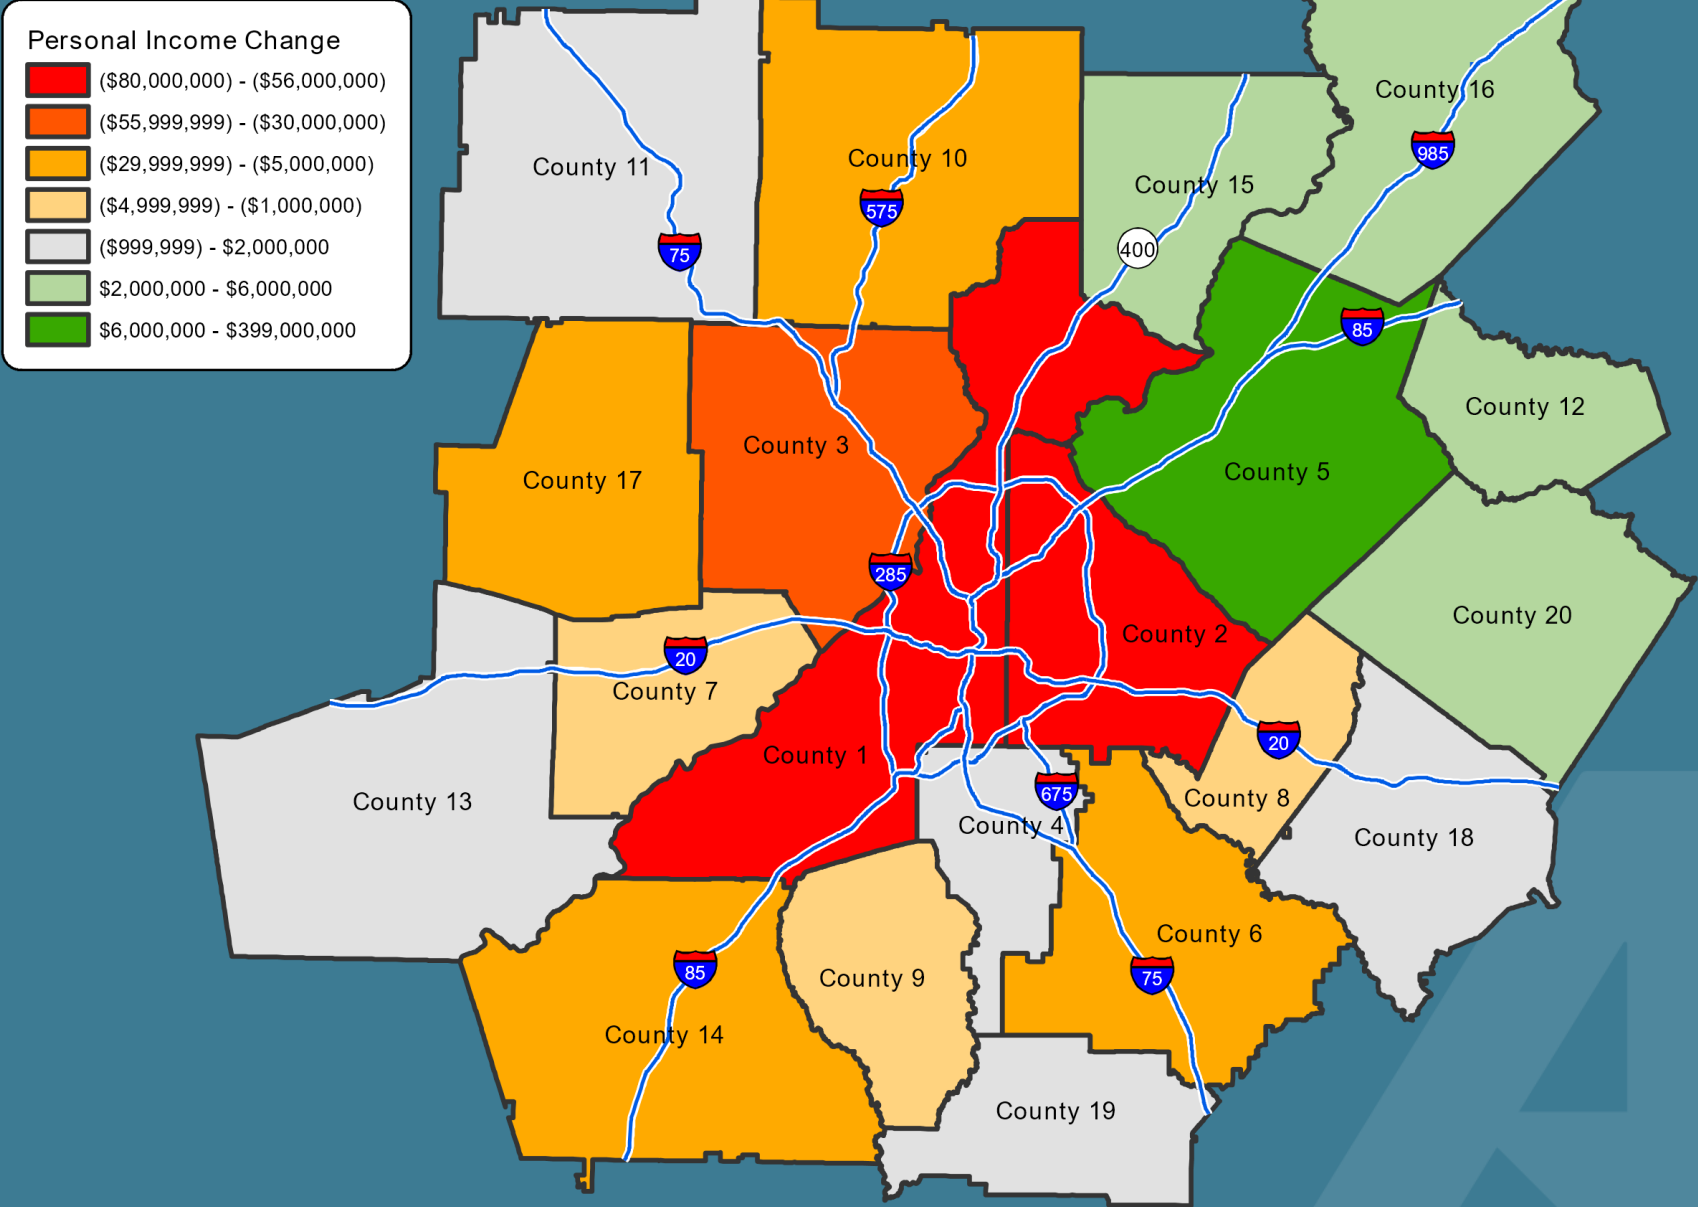 Personal Income Change
($80,000,000) - ($56,000,000)
($55,999,999) - ($30,000,000)
($29,999,999) - ($5,000,000)
($4,999,999) - ($1,000,000)
($999,999) - $2,000,000
$2,000,000 - $6,000,000
$6,000,000 - $399,000,000
County 16
985
County 11
County 10
County 15
575
75
400
85
County 12
County 3
County 5
County 17
285
County 20
County 2
20
County 7
20
County 1
County 13
675
County 8
County 4
County 18
County 6
85
County 9
75
County 14
County 19